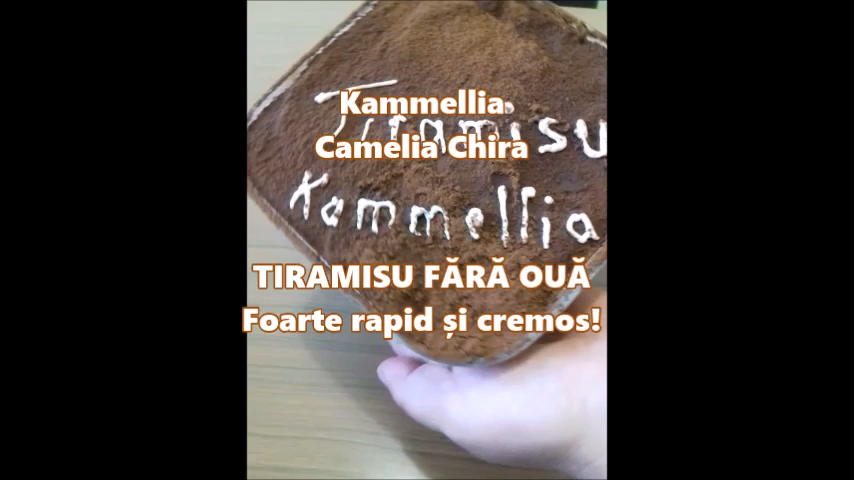 Kammellia
Camelia Chira
Tiramisu
Kammellia
TIRAMISU FĂRĂ OUĂ
Foarte rapid și cremos!